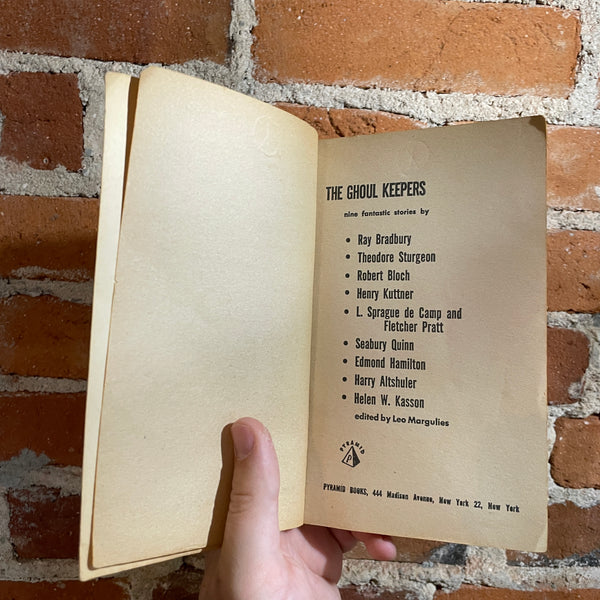 THE GHOUL KEEPERS
nine fantastic stories by
• Ray Bradbury
• Theodore Sturgeon
• Robert Bloch
• Henry Kuttner
• L. Sprague de Camp and
Fletcher Pratt
• Seabury Quinn
• Edmond Hamilton
• Harry Altshuler
• Helen W. Kasson
edited by Leo Margulies
PYRAMID
P
PYRAMID BOOKS, 444 Madison Avenue, New York 22, New York